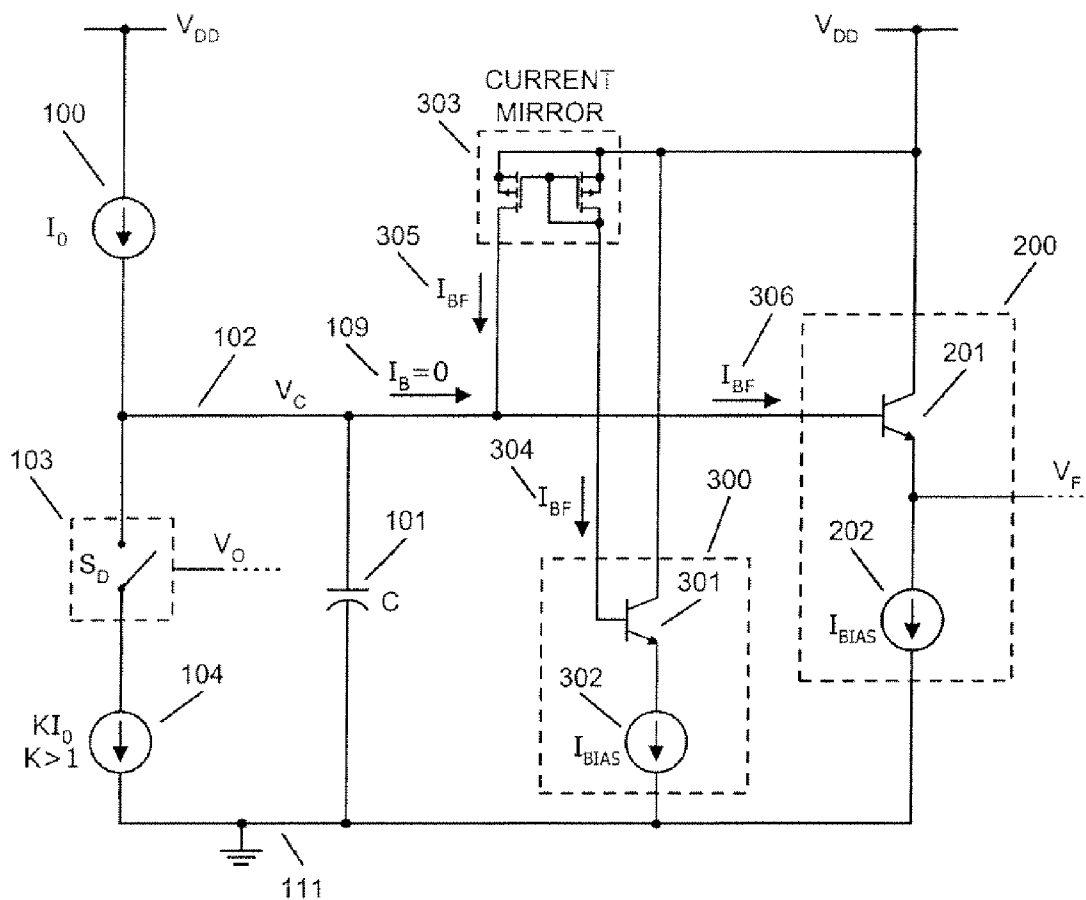 V_DD
V_DD
CURRENT
MIRROR
303
100
I_0
305
I_BF
200
306
I_BF
201
102
109
I_B=0
V_C
304
I_BF
103
300
V_F
S_D
V_O
101
C
202
301
I_BIAS
104
302
KI_0
K>1
I_BIAS
111